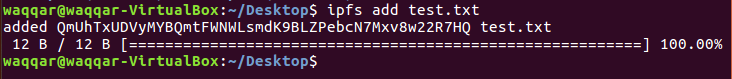 waqqar@waqqar-VirtualBox:~/Desktop$ ipfs add test.txt
added QmUhTxUDVyMYBQmtFWNWLsmdK9BLZPebcN7Mxv8w22R7HQ test.txt
 12 B / 12 B [==========================================================] 100.00%
waqqar@waqqar-VirtualBox:~/Desktop$